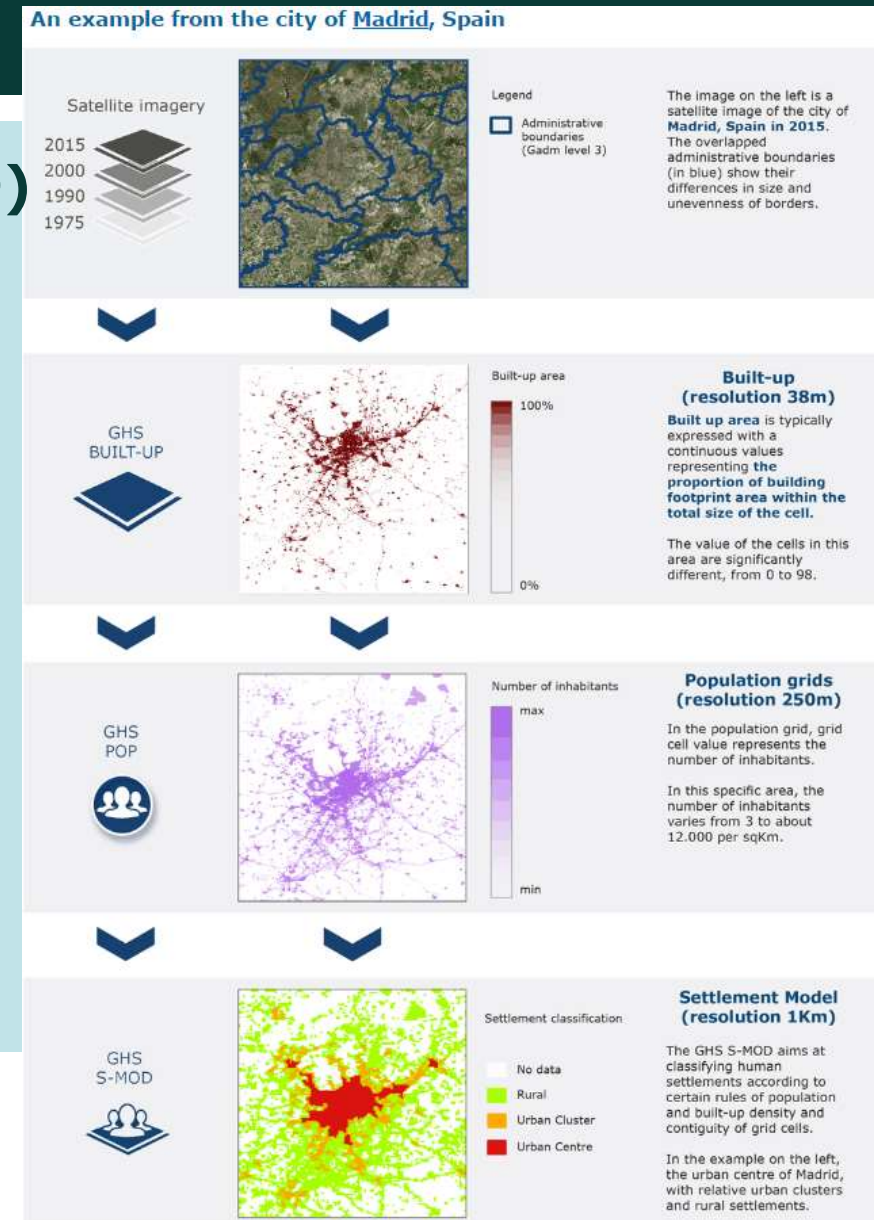 An example from the city of Madrid, Spain
)
Satellite imagery
2015
2000
1990
1975
Legend
Administrative
boundaries
(Gadm level 3)
The image on the left is a
satellite image of the city of
Madrid, Spain in 2015.
The overlapped
administrative boundaries
(in blue) show their
differences in size and
unevenness of borders.
GHS
BUILT-UP
Built-up area
100%
0%
Built-up
(resolution 38m)
Built up area is typically
expressed with a
continuous values
representing the
proportion of building
footprint area within the
total size of the cell.
The value of the cells in this
area are significantly
different, from 0 to 98.
GHS
POP
Number of inhabitants
max
min
Population grids
(resolution 250m)
In the population grid, grid
cell value represents the
number of inhabitants.
In this specific area, the
number of inhabitants
varies from 3 to about
12.000 per sqKm.
GHS
S-MOD
Settlement classification
No data
Rural
Urban Cluster
Urban Centre
Settlement Model
(resolution 1Km)
The GHS S-MOD aims at
classifying human
settlements according to
certain rules of population
and built-up density and
contiguity of grid cells.
In the example on the left,
the urban centre of Madrid,
with relative urban clusters
and rural settlements.